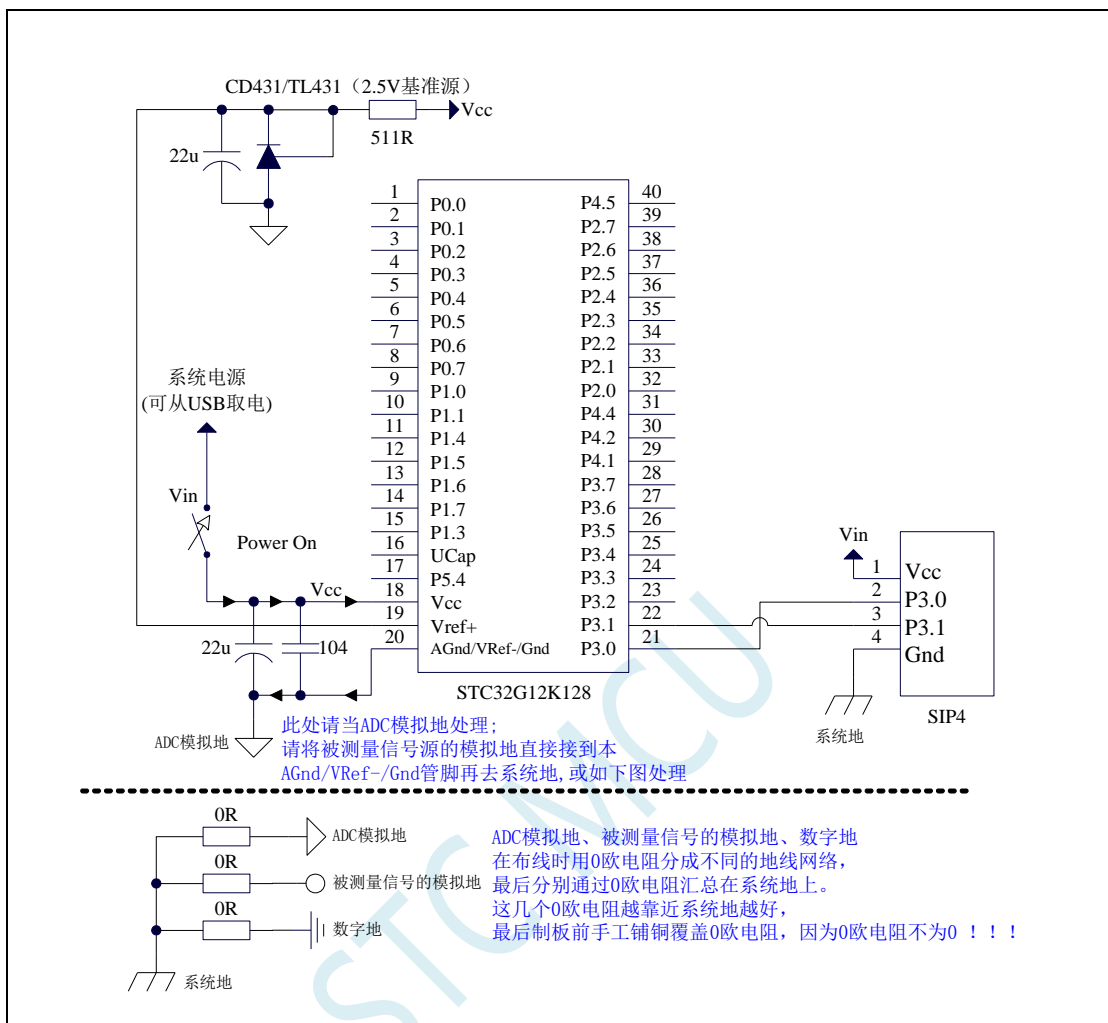 CD431/TL431（2.5V基准源）
Vcc
511R
22u
1 P0.0 P4.5 40
2 P0.1 P2.7 39
3 P0.2 P2.6 38
4 P0.3 P2.5 37
5 P0.4 P2.4 36
6 P0.5 P2.3 35
7 P0.6 P2.2 34
8 P0.7 P2.1 33
9 P1.0 P2.0 32
10 P1.1 P4.4 31
11 P1.4 P4.2 30
12 P1.5 P4.1 29
13 P1.6 P3.7 28
14 P1.7 P3.6 27
15 P1.3 P3.5 26
16 UCap P3.4 25
17 P5.4 P3.3 24
18 Vcc P3.2 23
19 Vref+ P3.1 22
20 AGnd/VRef-/Gnd P3.0 21
STC32G12K128
系统电源
(可从USB取电)
Vin
Power On
Vcc
22u
104
ADC模拟地
Vin
1 Vcc
2 P3.0
3 P3.1
4 Gnd
SIP4
系统地
此处请当ADC模拟地处理;
请将被测量信号源的模拟地直接接到本
AGnd/VRef-/Gnd管脚再去系统地,或如下图处理
0R
ADC模拟地
0R
被测量信号的模拟地
0R
数字地
系统地
ADC模拟地、被测量信号的模拟地、数字地
在布线时用0欧电阻分成不同的地线网络，
最后分别通过0欧电阻汇总在系统地上。
这几个0欧电阻越靠近系统地越好，
最后制板前手工铺铜覆盖0欧电阻，因为0欧电阻不为0 ！！！
STC MCU